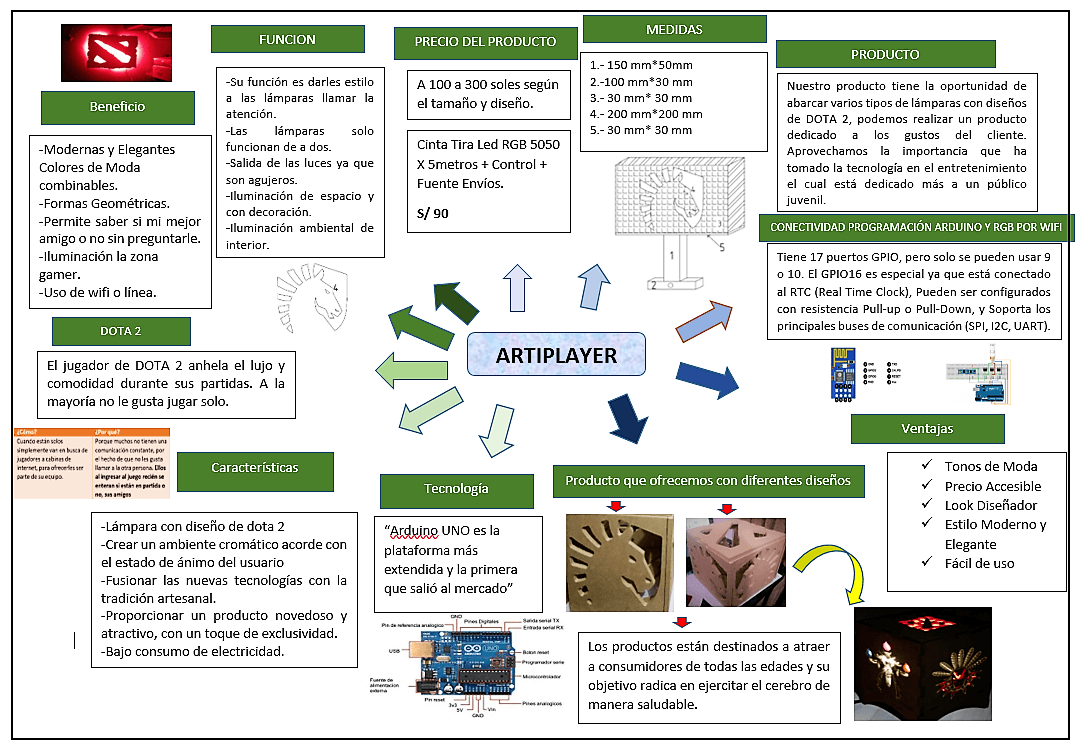 FUNCION
PRECIO DEL PRODUCTO
MEDIDAS
PRODUCTO
Beneficio
-Modernas y Elegantes
Colores de Moda
combinables.
-Formas Geométricas.
-Permite saber si mi mejor
amigo o no sin preguntarle.
-Iluminación la zona
gamer.
-Uso de wifi o línea.
-Su función es darles estilo
a las lámparas llamar la
atención.
-Las lámparas solo
funcionan de a dos.
-Salida de las luces ya que
son agujeros.
-Iluminación de espacio y
con decoración.
-Iluminación ambiental de
interior.
A 100 a 300 soles según
el tamaño y diseño.
Cinta Tira Led RGB 5050
X 5metros + Control +
Fuente Envíos.
S/ 90
1.- 150 mm*50mm
2.-100 mm*30 mm
3.- 30 mm* 30 mm
4.- 200 mm*200 mm
5.- 30 mm* 30 mm
4
3
5
1
2
Nuestro producto tiene la oportunidad de
abarcar varios tipos de lámparas con diseños
de DOTA 2, podemos realizar un producto
dedicado a los gustos del cliente.
Aprovechamos la importancia que ha
tomado la tecnología en el entretenimiento
el cual está dedicado más a un público
juvenil.
CONECTIVIDAD PROGRAMACIÓN ARDUINO Y RGB POR WIFI
Tiene 17 puertos GPIO, pero solo se pueden usar 9
o 10. El GPIO16 es especial ya que está conectado
al RTC (Real Time Clock), Pueden ser configurados
con resistencia Pull-up o Pull-Down, y Soporta los
principales buses de comunicación (SPI, I2C, UART).
DOTA 2
El jugador de DOTA 2 anhela el lujo y
comodidad durante sus partidas. A la
mayoría no le gusta jugar solo.
ARTIPLAYER
¿Cómo?
Cuando están solos
simplemente van en busca de
jugadores a cabinas de
internet, para ofrecerles ser
parte de su equipo.
¿Por qué?
Porque muchos no tienen una
comunicación constante, por
el hecho de que no les gusta
llamar a la otra persona. Ellos
al ingresar al juego recién se
enteran si están en partida o
no, sus amigos
Características
-Lámpara con diseño de dota 2
-Crear un ambiente cromático acorde con
el estado de ánimo del usuario
-Fusionar las nuevas tecnologías con la
tradición artesanal.
-Proporcionar un producto novedoso y
atractivo, con un toque de exclusividad.
-Bajo consumo de electricidad.
Tecnología
“Arduino UNO es la
plataforma más
extendida y la primera
que salió al mercado”
GND
Pin de referencia analogico
Pines Digitales
Salida serial TX
Entrada serial RX
USB
Boton reset
Programador serie
Microcontrolador
Fuente de
alimentacion
externa
Pin reset
3v3
5V
GND
Vin
Pines analogicos
UNO
Producto que ofrecemos con diferentes diseños
Los productos están destinados a atraer
a consumidores de todas las edades y su
objetivo radica en ejercitar el cerebro de
manera saludable.
Ventajas
✓ Tonos de Moda
✓ Precio Accesible
✓ Look Diseñador
✓ Estilo Moderno y
Elegante
✓ Fácil de uso